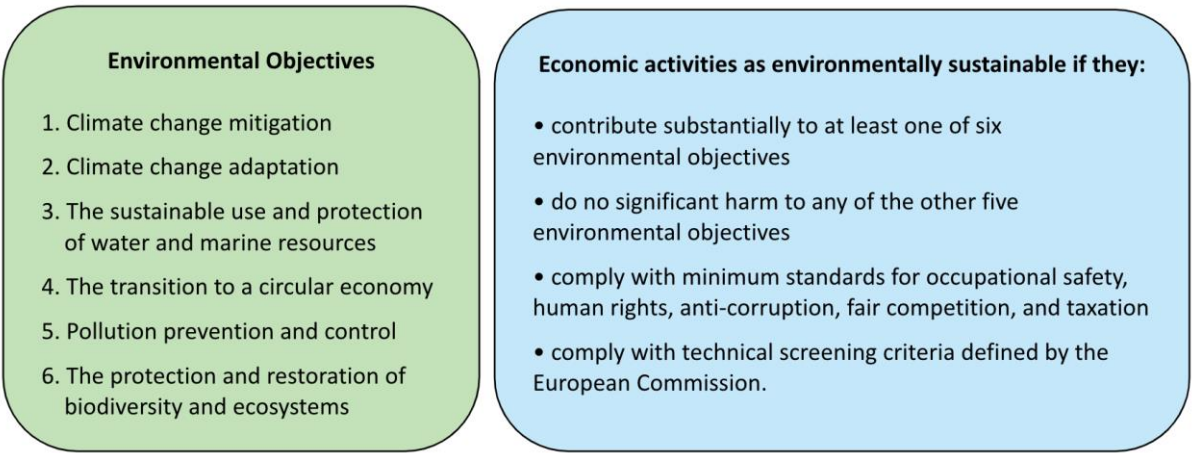 Environmental Objectives
1. Climate change mitigation
2. Climate change adaptation
3. The sustainable use and protection
of water and marine resources
4. The transition to a circular economy
5. Pollution prevention and control
6. The protection and restoration of
biodiversity and ecosystems
Economic activities as environmentally sustainable if they:
• contribute substantially to at least one of six
environmental objectives
• do no significant harm to any of the other five
environmental objectives
• comply with minimum standards for occupational safety,
human rights, anti-corruption, fair competition, and taxation
• comply with technical screening criteria defined by the
European Commission.